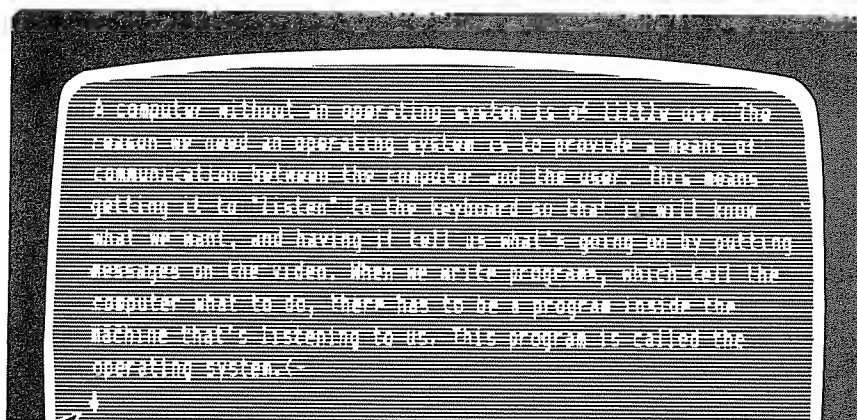 A computer without an operating system is of little use. The
reason we need an operating system is to provide a means of
communication between the computer and the user. This means
getting it to "listen" to the keyboard so that it will know
what we want, and having it tell us what's going on by putting
messages on the video. When we write programs, which tell the
computer what to do, there has to be a program inside the
machine that's listening to us. This program is called the
operating system.(-